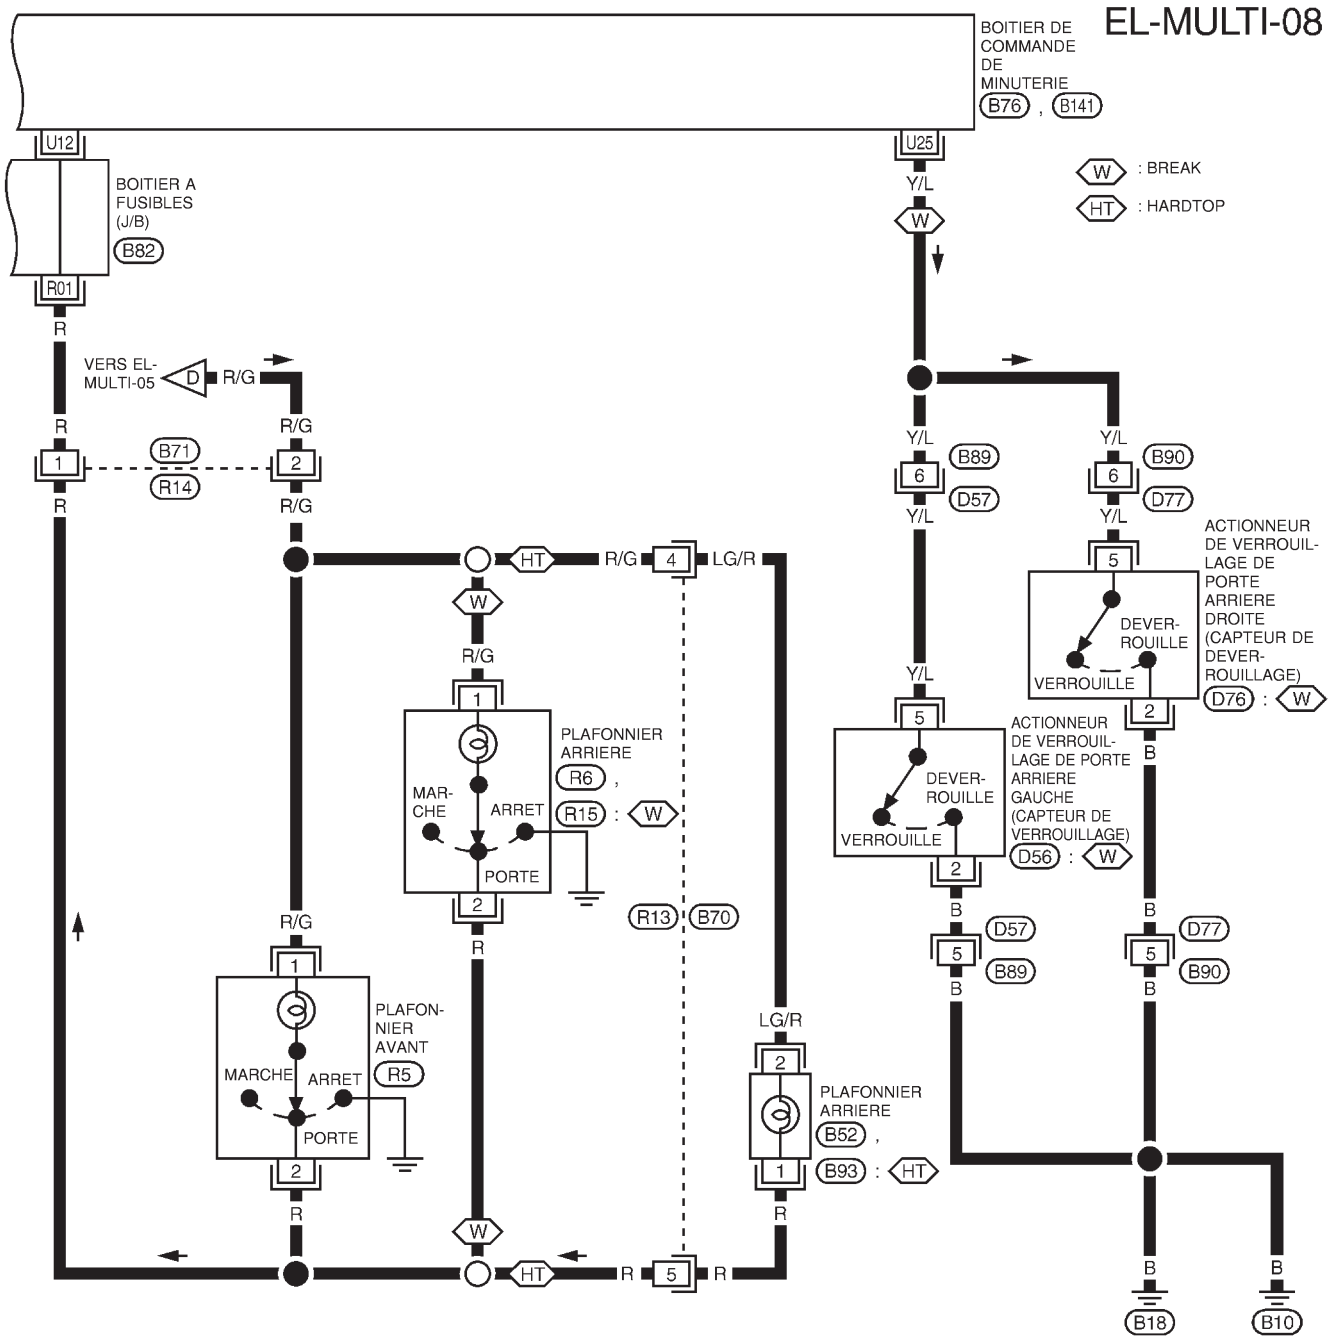 EL-MULTI-08
BOITIER DE
COMMANDE
DE
MINUTERIE
B76 , B141
U12
U25
BOITIER A
FUSIBLES
(J/B)
B82
Y/L
W
W : BREAK
HT : HARDTOP
R01
R
VERS EL-
MULTI-05
D R/G
R
R/G
Y/L
Y/L
1
B71
R14
2
6
B89
D57
6
B90
D77
R
R/G
Y/L
Y/L
ACTIONNEUR
DE VERROUIL-
LAGE DE
PORTE
ARRIERE
DROITE
(CAPTEUR DE
DEVER-
ROUILLAGE)
D76 : W
HT R/G 4 LG/R
5
W
DEVER-
ROUILLE
VERROUILLE
R/G
Y/L
1
5
2
PLAFONNIER
ARRIERE
R6 ,
R15 : W
MAR-
CHE
ARRET
PORTE
ACTIONNEUR
DE VERROUIL-
LAGE DE PORTE
ARRIERE
GAUCHE
(CAPTEUR DE
VERROUILLAGE)
D56 : W
DEVER-
ROUILLE
VERROUILLE
B
2
2
R/G
R13 B70
B
B
R
5
D57
B89
5
D77
B90
1
B
B
PLAFON-
NIER
AVANT
R5
MARCHE
ARRET
PORTE
LG/R
2
PLAFONNIER
ARRIERE
B52 ,
B93 : HT
2
1
R
R
W
HT R 5 R
B
B
B18
B10